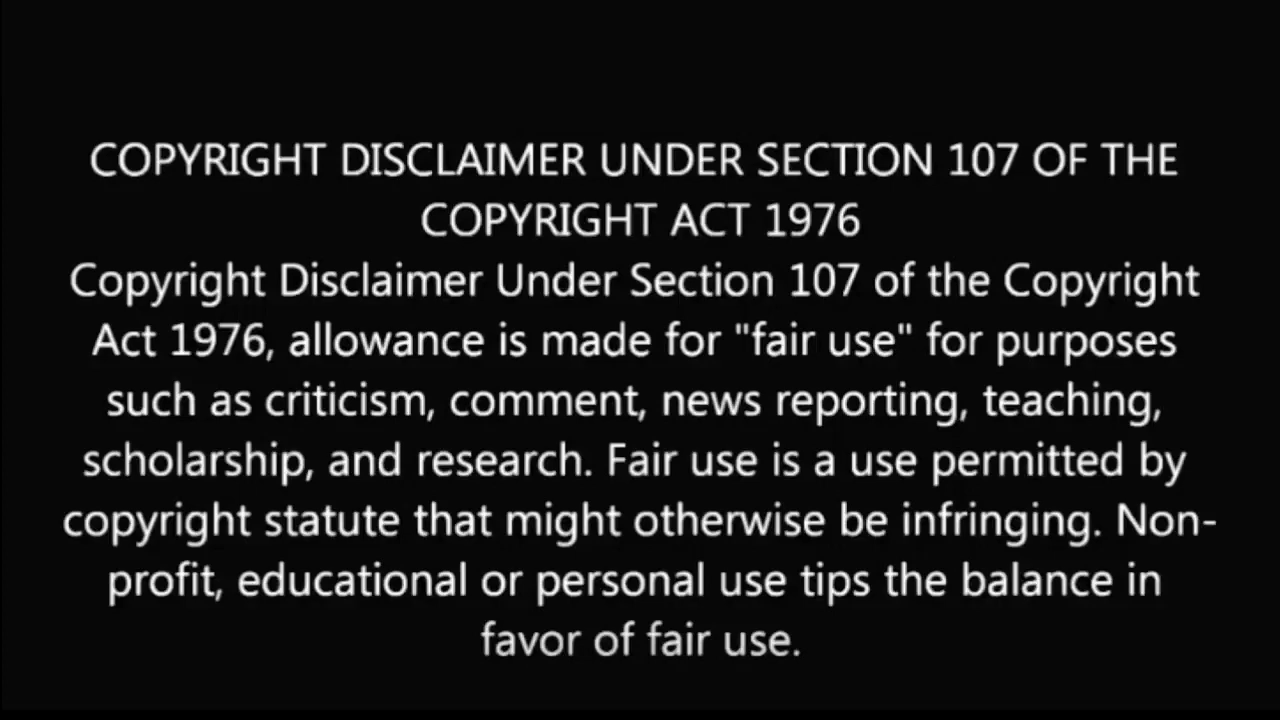 COPYRIGHT DISCLAIMER UNDER SECTION 107 OF THE
COPYRIGHT ACT 1976
Copyright Disclaimer Under Section 107 of the Copyright
Act 1976, allowance is made for "fair use" for purposes
such as criticism, comment, news reporting, teaching,
scholarship, and research. Fair use is a use permitted by
copyright statute that might otherwise be infringing. Non-
profit, educational or personal use tips the balance in
favor of fair use.